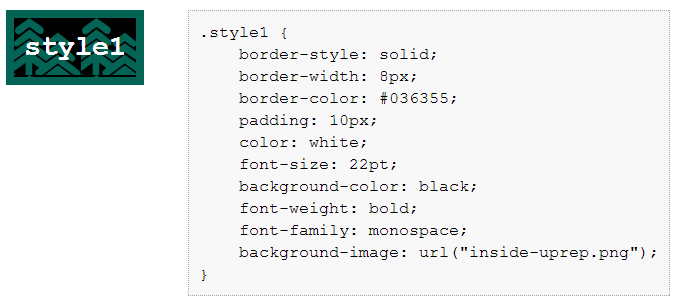 style1
.style1 {
    border-style: solid;
    border-width: 8px;
    border-color: #036355;
    padding: 10px;
    color: white;
    font-size: 22pt;
    background-color: black;
    font-weight: bold;
    font-family: monospace;
    background-image: url("inside-uprep.png");
}